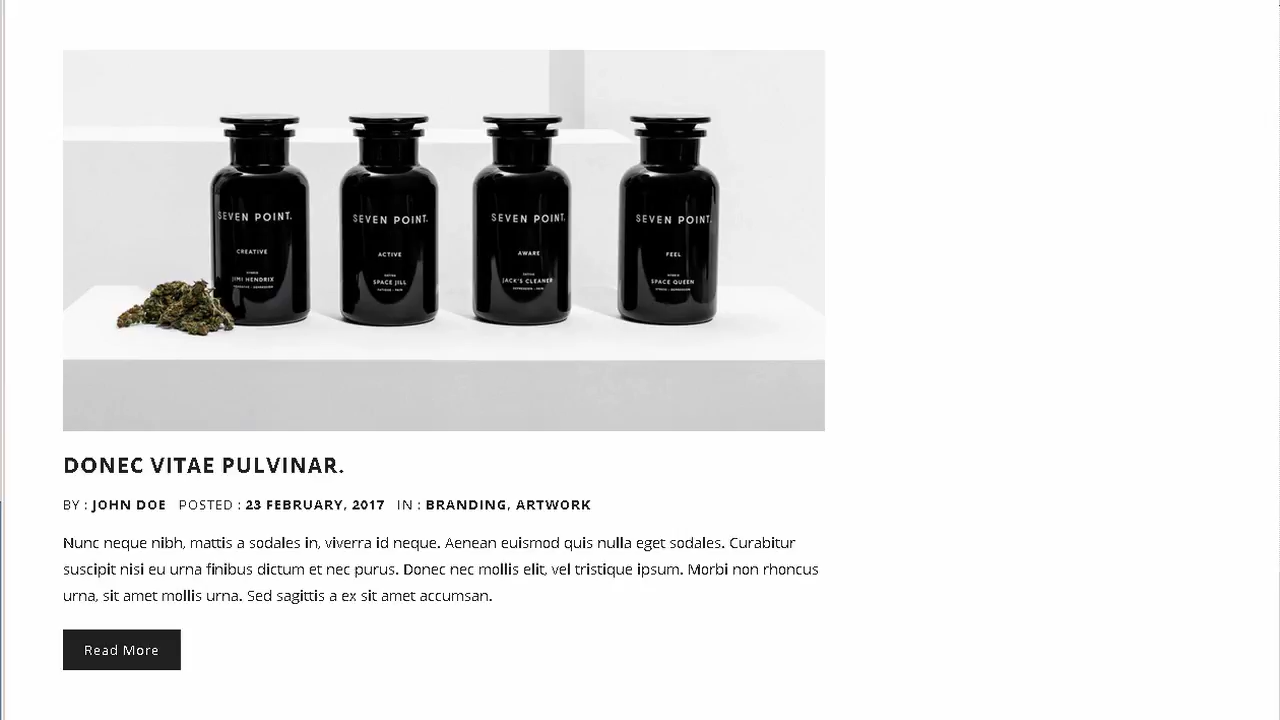 SEVEN POINT. SEVEN POINT. SEVEN POINT. SEVEN POINT.
CREATIVE ACTIVE AWARE FEEL
JIMI HENDRIX SPACE JILL JACK'S CLEANER SPACE QUEEN
DONEC VITAE PULVINAR.
BY : JOHN DOE POSTED : 23 FEBRUARY, 2017 IN : BRANDING, ARTWORK
Nunc neque nibh, mattis a sodales in, viverra id neque. Aenean euismod quis nulla eget sodales. Curabitur
suscipit nisi eu urna finibus dictum et nec purus. Donec nec mollis elit, vel tristique ipsum. Morbi non rhoncus
urna, sit amet mollis urna. Sed sagittis a ex sit amet accumsan.
Read More